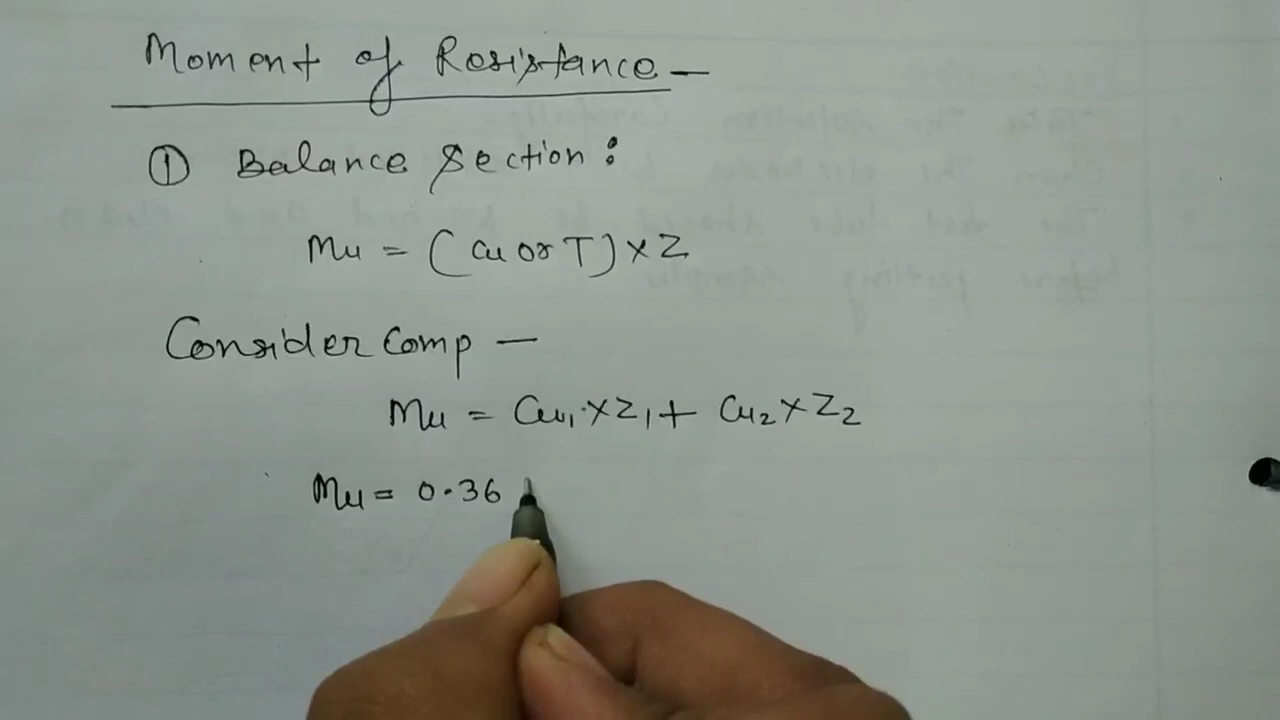 Moment of Resistance -
① Balance Section :
Mu = (Cu or T) × Z
Consider Comp -
Mu = Cu₁ × Z₁ + Cu₂ × Z₂
Mu = 0.36